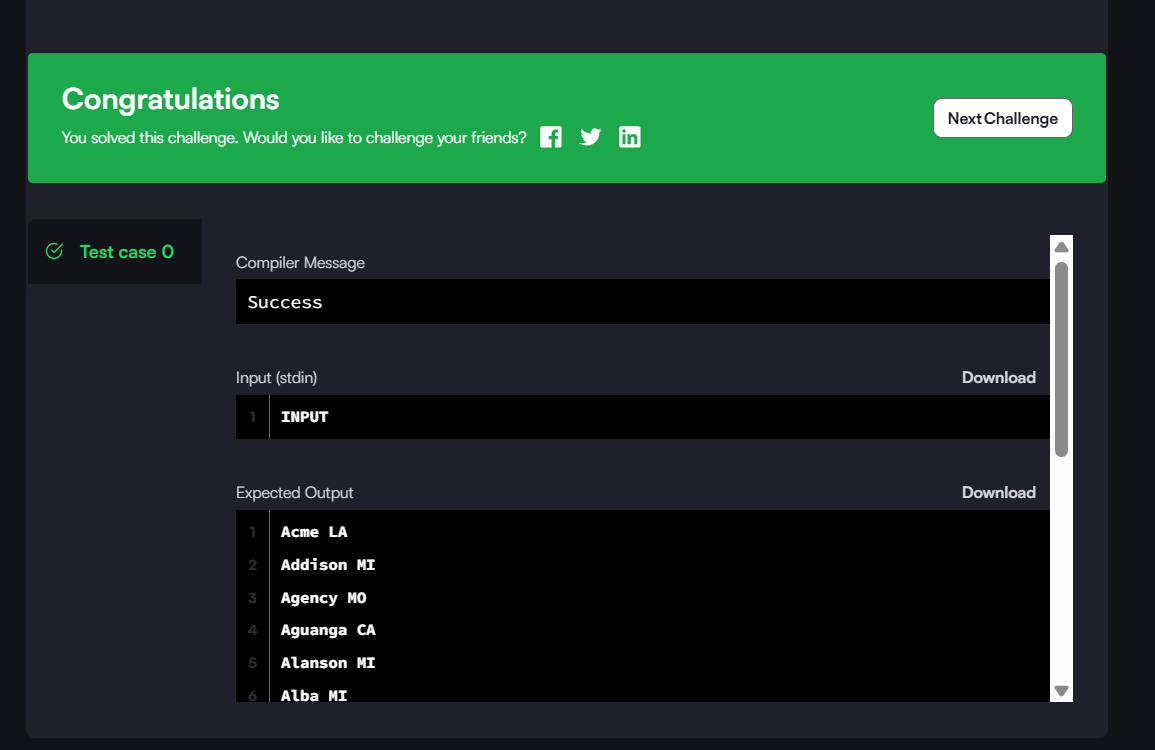 Congratulations
You solved this challenge. Would you like to challenge your friends?
Next Challenge
Test case 0
Compiler Message
Success
Input (stdin)
Download
1 INPUT
Expected Output
Download
1 Acme LA
2 Addison MI
3 Agency MO
4 Aguanga CA
5 Alanson MI
6 Alba MI